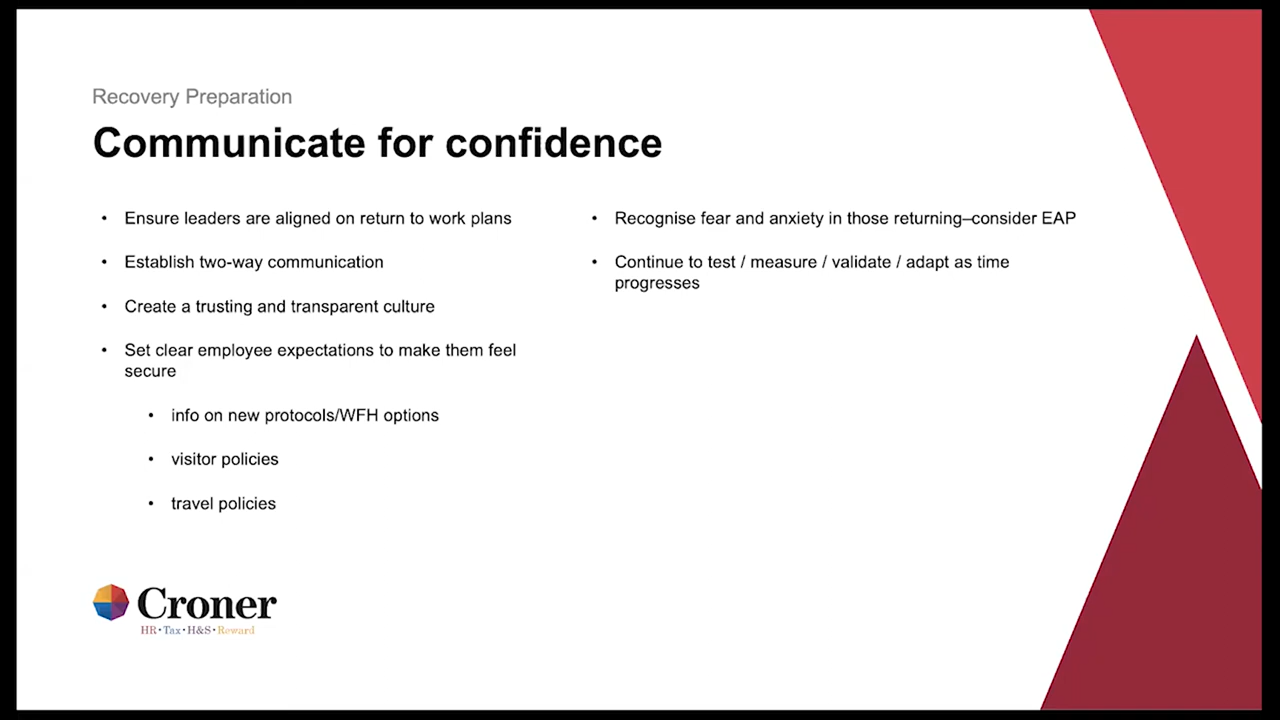 Recovery Preparation
Communicate for confidence
• Ensure leaders are aligned on return to work plans
• Establish two-way communication
• Create a trusting and transparent culture
• Set clear employee expectations to make them feel
secure
• info on new protocols/WFH options
• visitor policies
• travel policies
• Recognise fear and anxiety in those returning–consider EAP
• Continue to test / measure / validate / adapt as time
progresses
Croner
HR • Tax • H&S • Reward